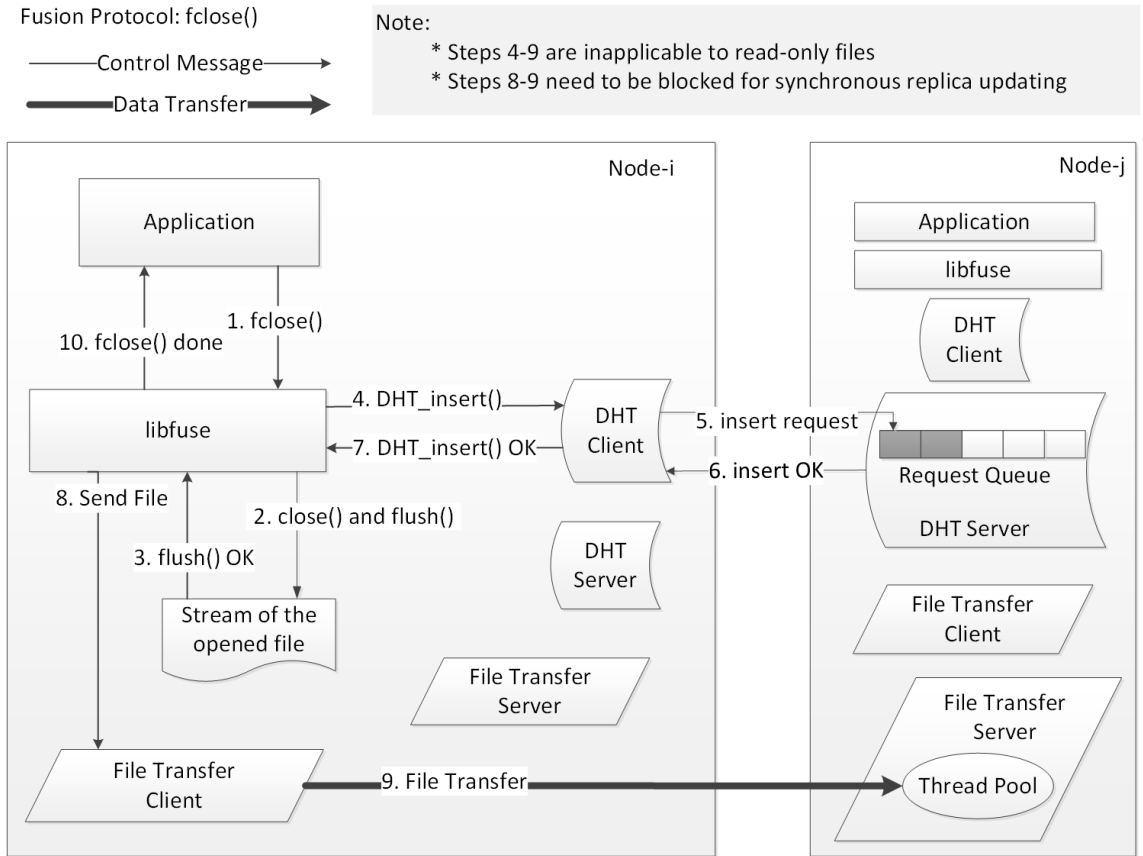 Fusion Protocol: fclose()
Control Message
Data Transfer
Note:
* Steps 4-9 are inapplicable to read-only files
* Steps 8-9 need to be blocked for synchronous replica updating
Node-i
Application
1. fclose()
10. fclose() done
libfuse
4. DHT_insert()
7. DHT_insert() OK
DHT
Client
5. insert request
6. insert OK
8. Send File
2. close() and flush()
3. flush() OK
Stream of the
opened file
DHT
Server
File Transfer
Server
File Transfer
Client
9. File Transfer
Node-j
Application
libfuse
DHT
Client
Request Queue
DHT Server
File Transfer
Client
File Transfer
Server
Thread Pool